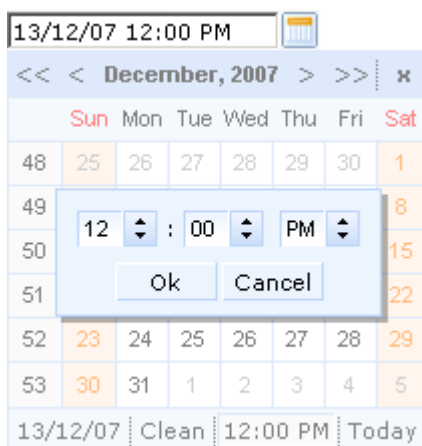 13/12/07 12:00 PM
<< < December, 2007 > >> x
Sun Mon Tue Wed Thu Fri Sat
48 25 26 27 28 29 30 1
49 8
12 : 00 PM
50 15
Ok Cancel
51 22
52 23 24 25 26 27 28 29
53 30 31 1 2 3 4 5
13/12/07 Clean 12:00 PM Today